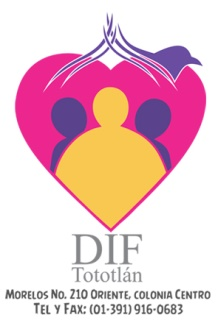 DIF
Tototlán
Morelos No. 210 Oriente, colonia Centro
Tel y Fax: (01-391) 916-0683